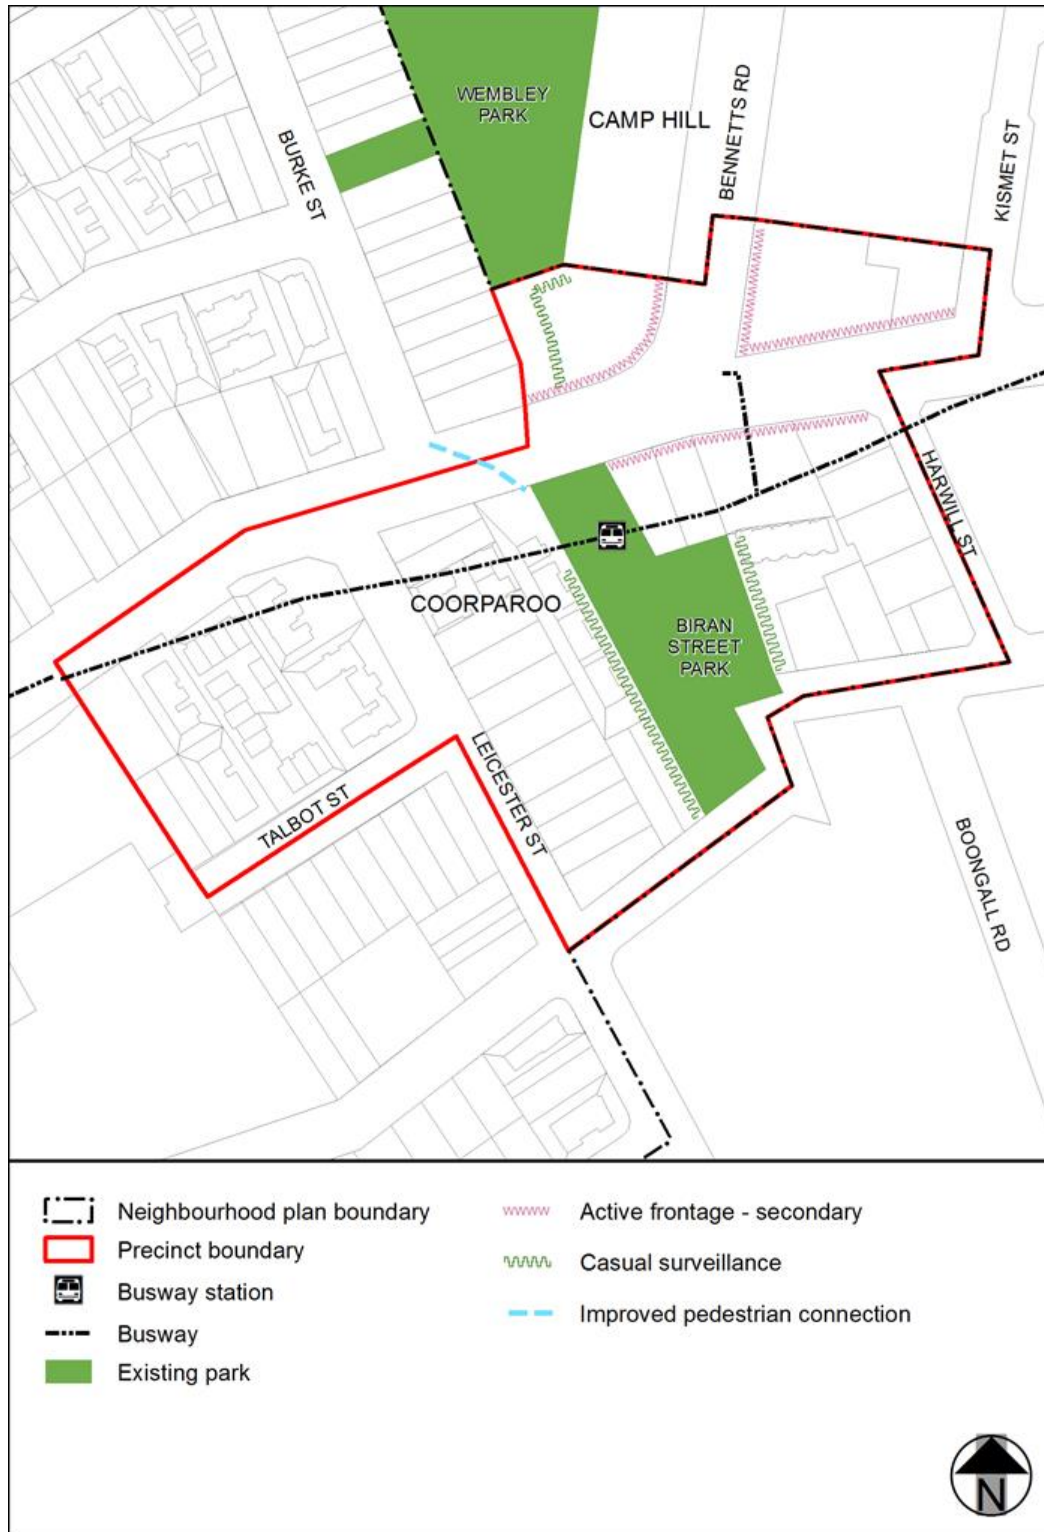 WEMBLEY
PARK
CAMP HILL
BENNETTS RD
KISMET ST
BURKE ST
HARWILL ST
COORPAROO
BIRAN
STREET
PARK
LEICESTER ST
TALBOT ST
BOONGALL RD
Neighbourhood plan boundary
Precinct boundary
Busway station
Busway
Existing park
Active frontage - secondary
Casual surveillance
Improved pedestrian connection
N